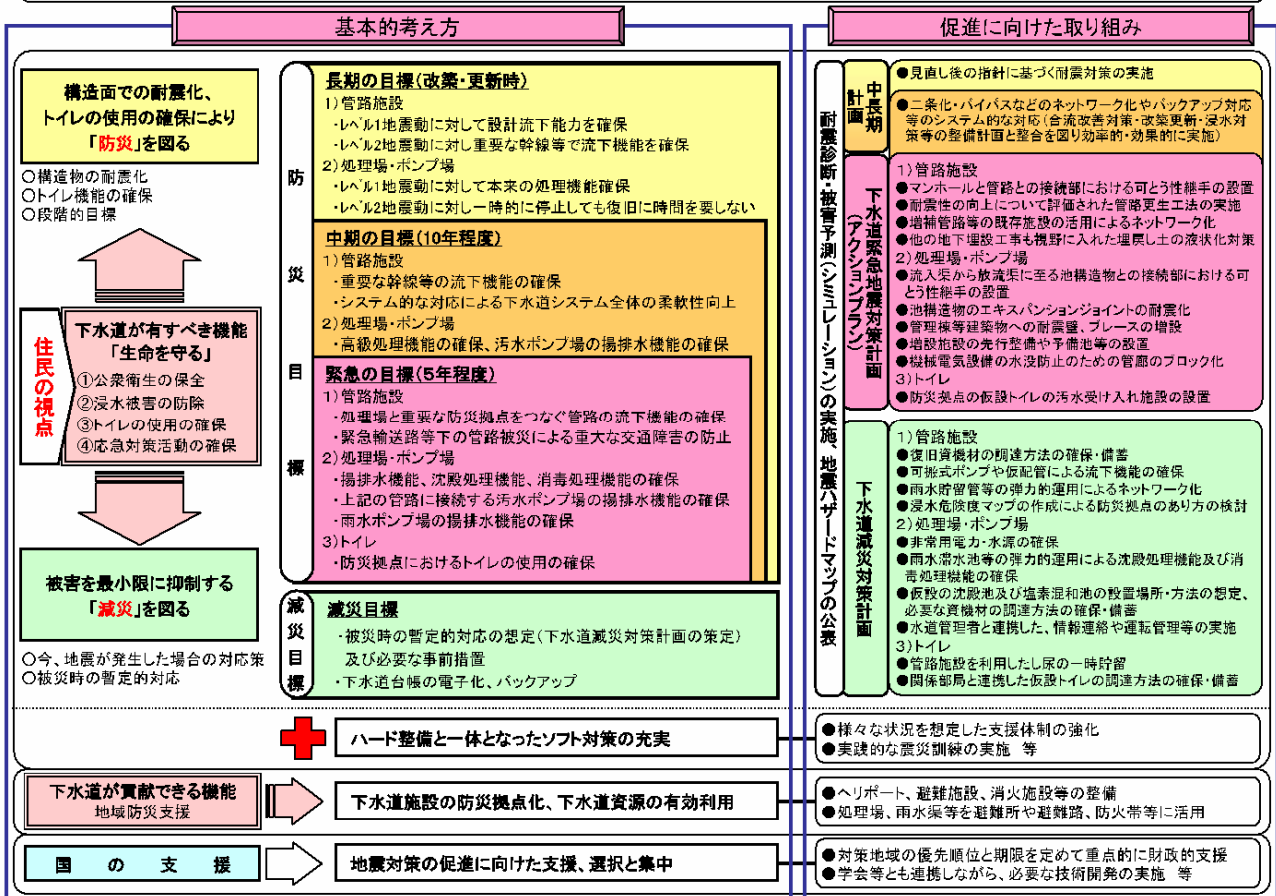 基本的考え方
促進に向けた取り組み
構造面での耐震化、
トイレの使用の確保により
「防災」を図る
○構造物の耐震化
○トイレ機能の確保
○段階的目標
住民の視点
下水道が有すべき機能
「生命を守る」
①公衆衛生の保全
②浸水被害の防除
③トイレの使用の確保
④応急対策活動の確保
被害を最小限に抑制する
「減災」を図る
○今、地震が発生した場合の対応策
○被災時の暫定的対応
防災目標
長期の目標(改築・更新時)
1)管路施設
・レベル1地震動に対して設計流下能力を確保
・レベル2地震動に対し重要な幹線等で流下機能を確保
2)処理場・ポンプ場
・レベル1地震動に対して本来の処理機能確保
・レベル2地震動に対し一時的に停止しても復旧に時間を要しない
中期の目標(10年程度)
1)管路施設
・重要な幹線等の流下機能の確保
・システム的な対応による下水道システム全体の柔軟性向上
2)処理場・ポンプ場
・高級処理機能の確保、汚水ポンプ場の揚排水機能の確保
緊急の目標(5年程度)
1)管路施設
・処理場と重要な防災拠点をつなぐ管路の流下機能の確保
・緊急輸送路等下の管路被災による重大な交通障害の防止
2)処理場・ポンプ場
・揚排水機能、沈殿処理機能、消毒処理機能の確保
・上記の管路に接続する汚水ポンプ場の揚排水機能の確保
・雨水ポンプ場の揚排水機能の確保
3)トイレ
・防災拠点におけるトイレの使用の確保
減災目標
減災目標
・被災時の暫定的対応の想定(下水道減災対策計画の策定)
及び必要な事前措置
・下水道台帳の電子化、バックアップ
耐震診断・被害予測(シミュレーション)の実施、地震ハザードマップの公表
中長期
計画
●見直し後の指針に基づく耐震対策の実施
●二条化・バイパスなどのネットワーク化やバックアップ対応
等のシステム的な対応(合流改善対策・改築更新・浸水対
策等の整備計画と整合を図り効率的・効果的に実施)
下水道緊急地震対策計画
(アクションプラン)
1)管路施設
●マンホールと管路との接続部における可とう性継手の設置
●耐震性の向上について評価された管路更生工法の実施
●増補管路等の既存施設の活用によるネットワーク化
●他の地下埋設工事も視野に入れた埋戻し土の液状化対策
2)処理場・ポンプ場
●流入渠から放流渠に至る池構造物との接続部における可
とう性継手の設置
●池構造物のエキスパンションジョイントの耐震化
●管理棟等建築物への耐震壁、ブレースの増設
●増設施設の先行整備や予備池等の設置
●機械電気設備の水没防止のための管廊のブロック化
3)トイレ
●防災拠点の仮設トイレの汚水受け入れ施設の設置
下水道減災対策計画
1)管路施設
●復旧資機材の調達方法の確保・備蓄
●可搬式ポンプや仮配管による流下機能の確保
●雨水貯留管等の弾力的運用によるネットワーク化
●浸水危険度マップの作成による防災拠点のあり方の検討
2)処理場・ポンプ場
●非常用電力・水源の確保
●雨水滞水池等の弾力的運用による沈殿処理機能及び消
毒処理機能の確保
●仮設の沈殿池及び塩素混和池の設置場所・方法の想定、
必要な資機材の調達方法の確保・備蓄
●水道管理者と連携した、情報連絡や運転管理等の実施
3)トイレ
●管路施設を利用したし尿の一時貯留
●関係部局と連携した仮設トイレの調達方法の確保・備蓄
ハード整備と一体となったソフト対策の充実
●様々な状況を想定した支援体制の強化
●実践的な震災訓練の実施 等
下水道が貢献できる機能
地域防災支援
下水道施設の防災拠点化、下水道資源の有効利用
●ヘリポート、避難施設、消火施設等の整備
●処理場、雨水渠等を避難所や避難路、防火帯等に活用
国の支援
地震対策の促進に向けた支援、選択と集中
●対策地域の優先順位と期限を定めて重点的に財政的支援
●学会等とも連携しながら、必要な技術開発の実施 等